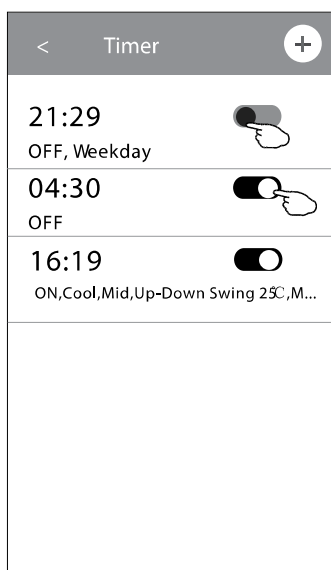 < Timer +
21:29
OFF, Weekday
04:30
OFF
16:19
ON,Cool,Mid,Up-Down Swing 25℃,M...